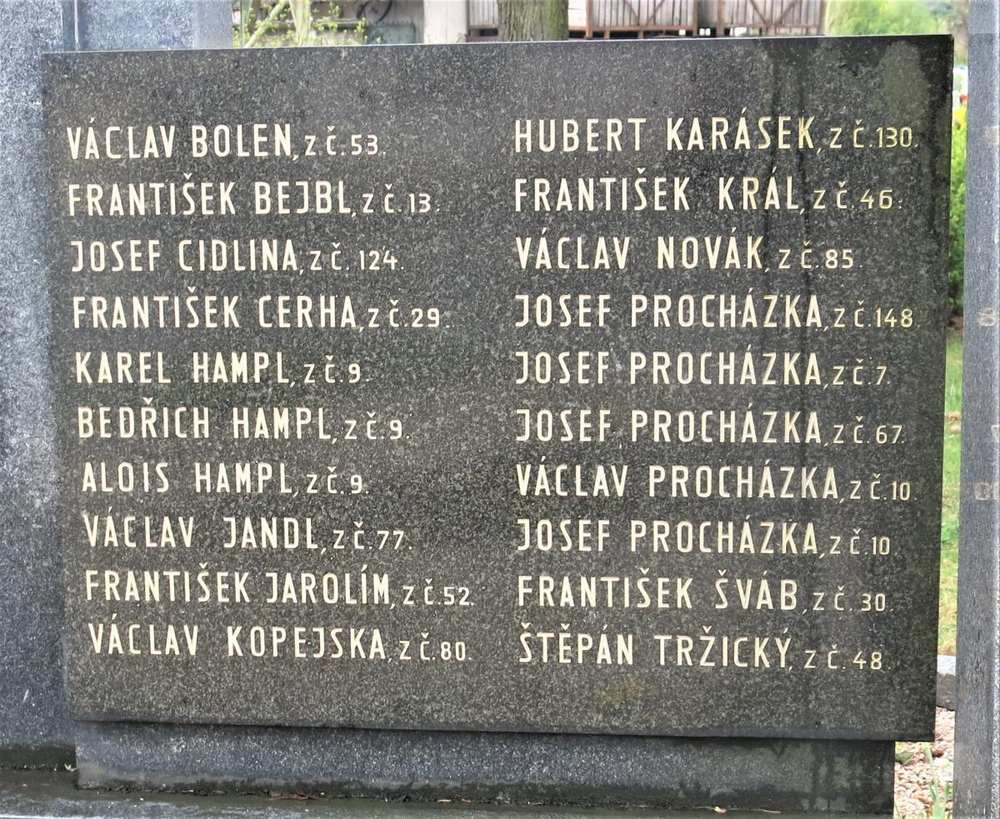 VÁCLAV BOLEN, Z Č. 53.
FRANTIŠEK BEJBL, Z Č. 13.
JOSEF CIDLINA, Z Č. 124.
FRANTIŠEK CERHA, Z Č. 29.
KAREL HAMPL, Z Č. 9.
BEDŘICH HAMPL, Z Č. 9.
ALOIS HAMPL, Z Č. 9.
VÁCLAV JANDL, Z Č. 77.
FRANTIŠEK JAROLÍM, Z Č. 52.
VÁCLAV KOPEJSKA, Z Č. 80.
HUBERT KARÁSEK, Z Č. 130.
FRANTIŠEK KRÁL, Z Č. 46.
VÁCLAV NOVÁK, Z Č. 85.
JOSEF PROCHÁZKA, Z Č. 148.
JOSEF PROCHÁZKA, Z Č. 7.
JOSEF PROCHÁZKA, Z Č. 67.
VÁCLAV PROCHÁZKA, Z Č. 10.
JOSEF PROCHÁZKA, Z Č. 10.
FRANTIŠEK ŠVÁB, Z Č. 30.
ŠTĚPÁN TRŽICKÝ, Z Č. 48.